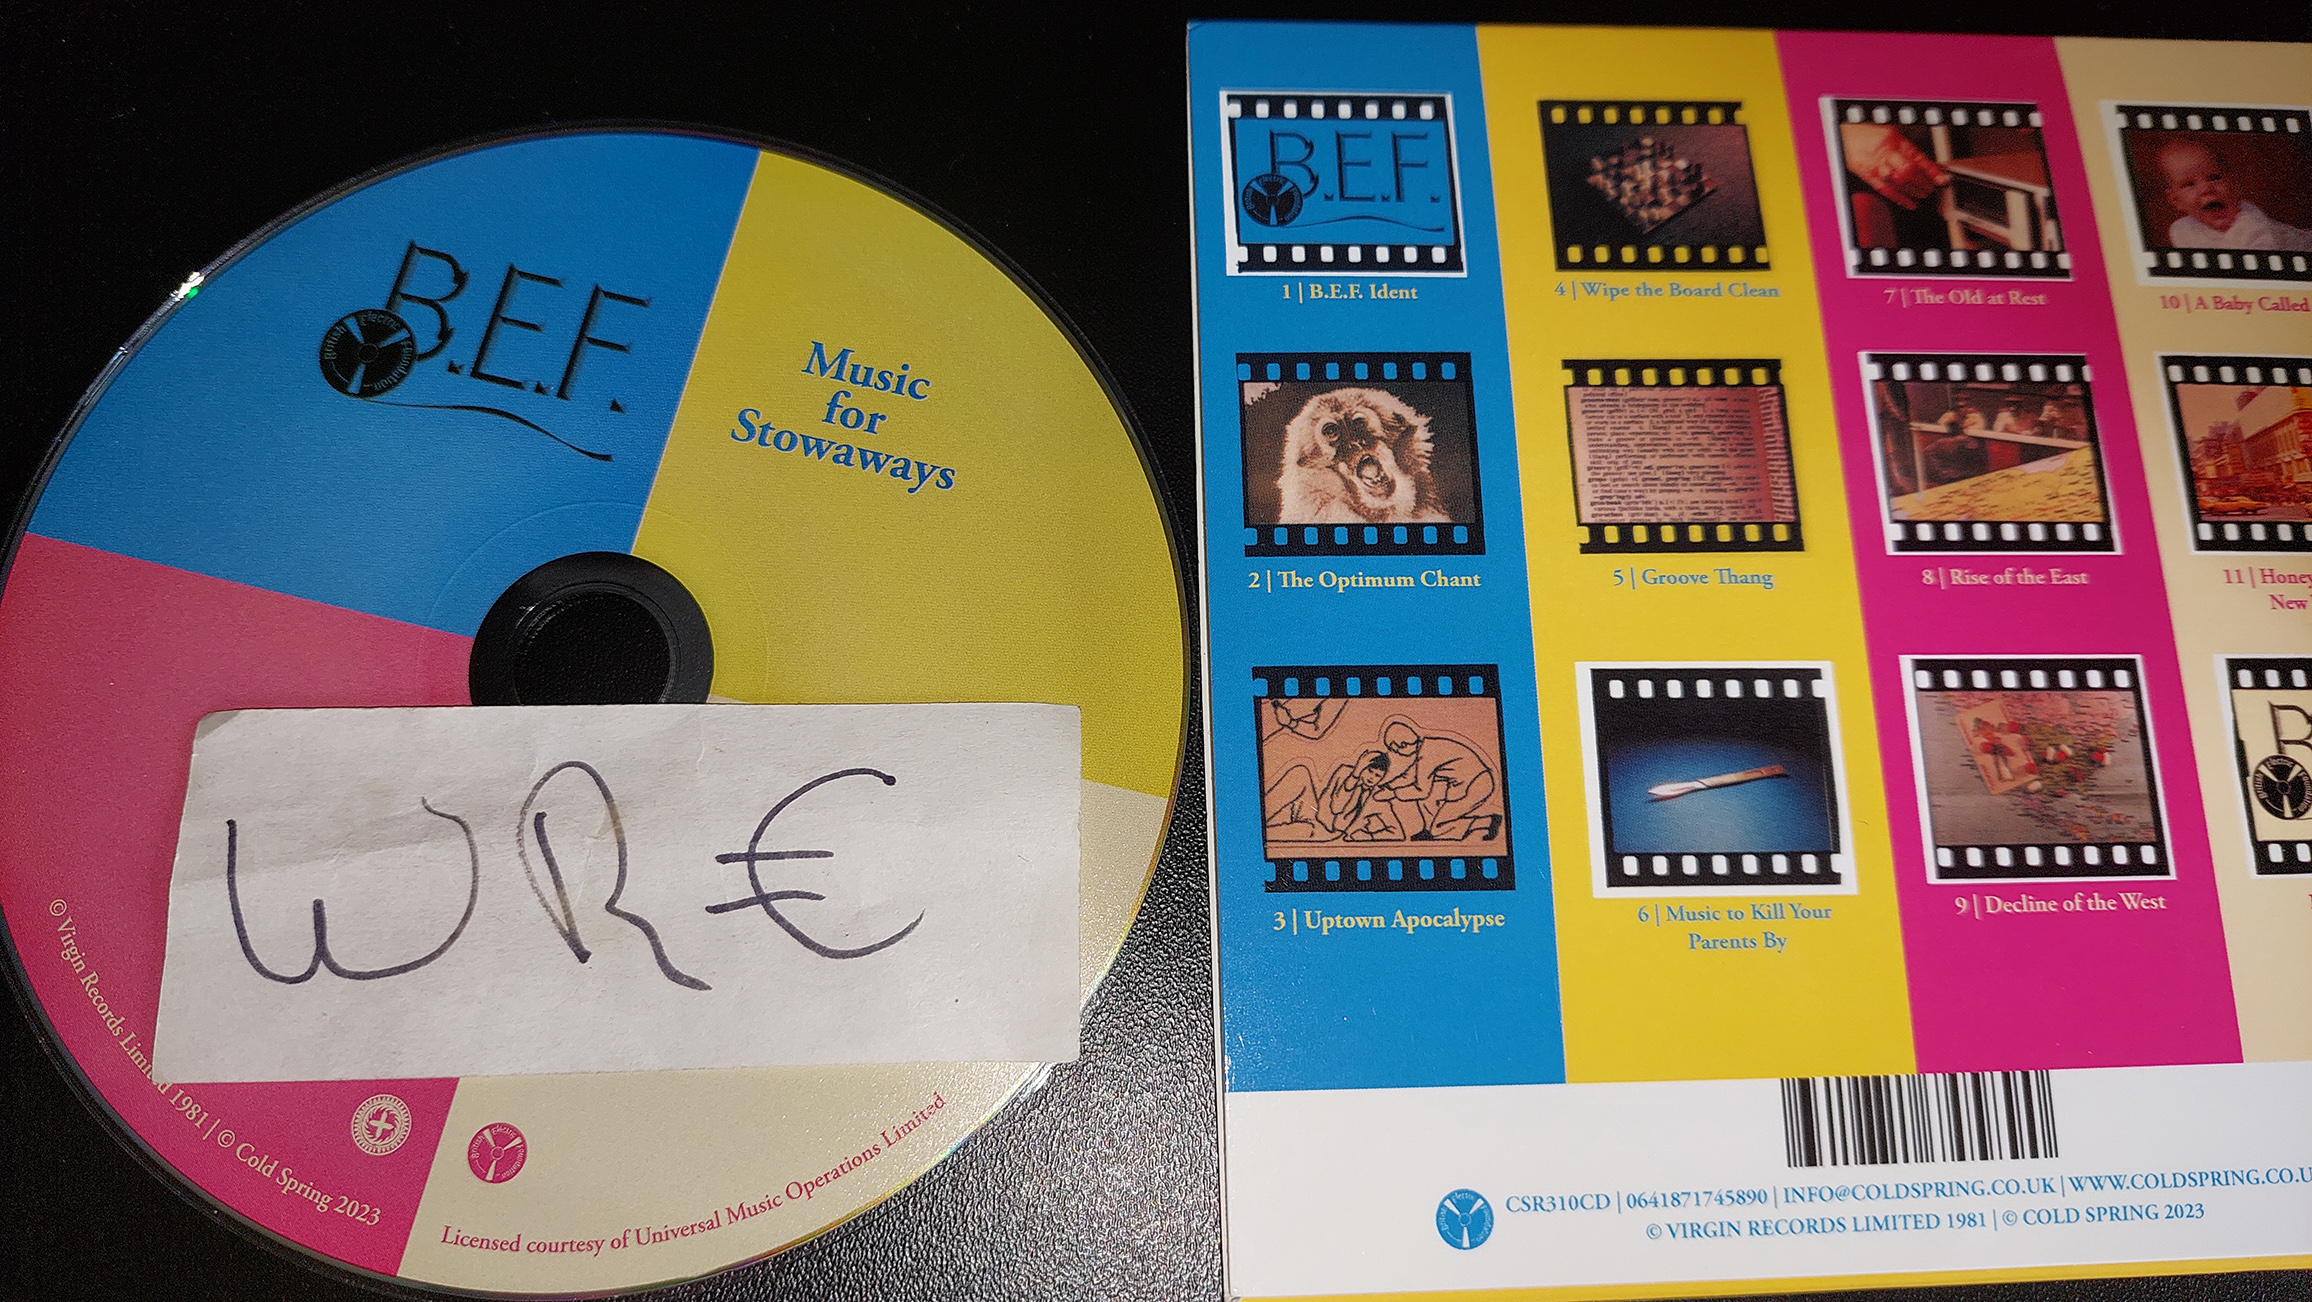 B.E.F.
British Electric Foundation
Music
for
Stowaways
WR€
© Virgin Records Limited 1981 | © Cold Spring 2023
Licensed courtesy of Universal Music Operations Limited
B.E.F.
1 | B.E.F. Ident
2 | The Optimum Chant
3 | Uptown Apocalypse
4 | Wipe the Board Clean
5 | Groove Thang
6 | Music to Kill Your
Parents By
7 | The Old at Rest
8 | Rise of the East
9 | Decline of the West
10 | A Baby Called
11 | Honey
New
B
CSR310CD | 0641871745890 | INFO@COLDSPRING.CO.UK | WWW.COLDSPRING.CO.U
© VIRGIN RECORDS LIMITED 1981 | © COLD SPRING 2023